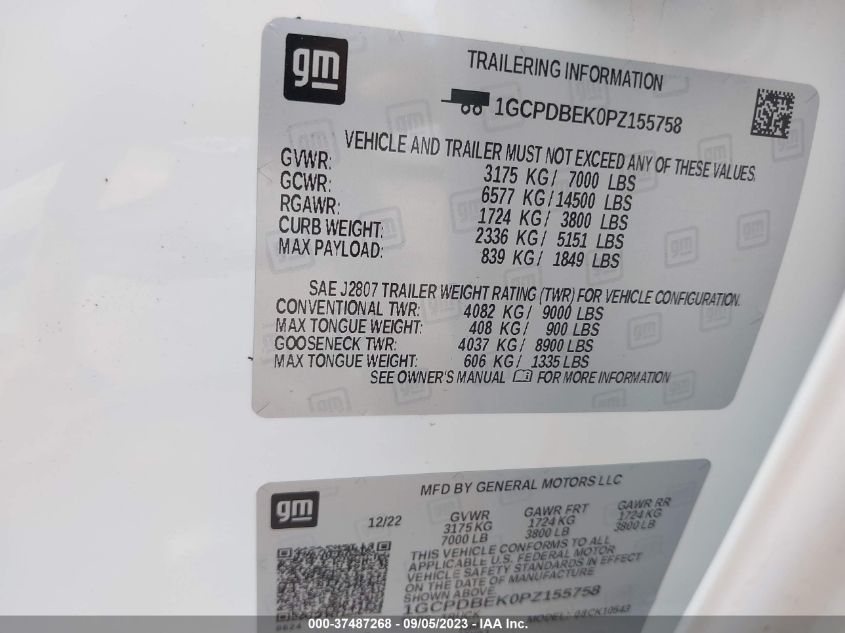 gm
TRAILERING INFORMATION
1GCPDBEK0PZ155758
VEHICLE AND TRAILER MUST NOT EXCEED ANY OF THESE VALUES.
GVWR: 3175 KG/ 7000 LBS
GCWR: 6577 KG/14500 LBS
RGAWR: 1724 KG/ 3800 LBS
CURB WEIGHT: 2336 KG/ 5151 LBS
MAX PAYLOAD: 839 KG/ 1849 LBS
SAE J2807 TRAILER WEIGHT RATING (TWR) FOR VEHICLE CONFIGURATION.
CONVENTIONAL TWR: 4082 KG/ 9000 LBS
MAX TONGUE WEIGHT: 408 KG/ 900 LBS
GOOSENECK TWR: 4037 KG/ 8900 LBS
MAX TONGUE WEIGHT: 606 KG/ 1335 LBS
SEE OWNER'S MANUAL FOR MORE INFORMATION
gm
MFD BY GENERAL MOTORS LLC
12/22 GVWR GAWR FRT GAWR RR
3175 KG 1724 KG 1724 KG
7000 LB 3800 LB 3800 LB
THIS VEHICLE CONFORMS TO ALL
APPLICABLE U.S. FEDERAL MOTOR
VEHICLE SAFETY STANDARDS IN EFFECT
ON THE DATE OF MANUFACTURE
SHOWN ABOVE.
1GCPDBEK0PZ155758
MODEL:
000-37487268 - 09/05/2023 - IAA Inc.